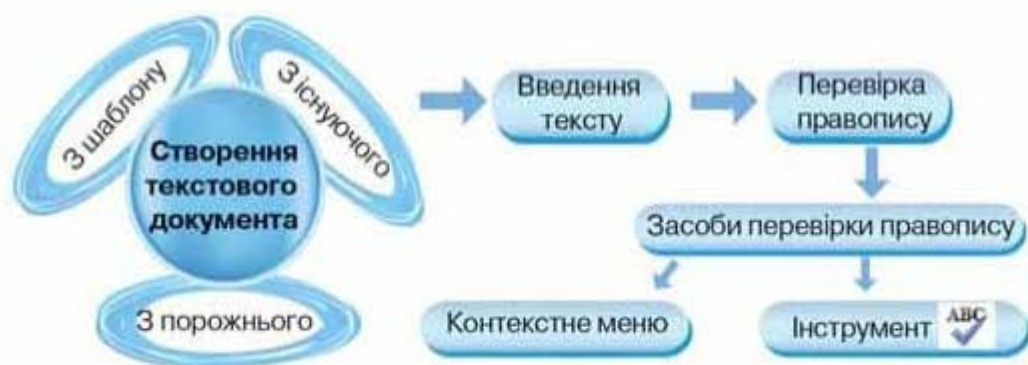 З шаблону
З існуючого
Створення
текстового
документа
З порожнього
Введення
тексту
Перевірка
правопису
Засоби перевірки правопису
Контекстне меню
Інструмент ABC